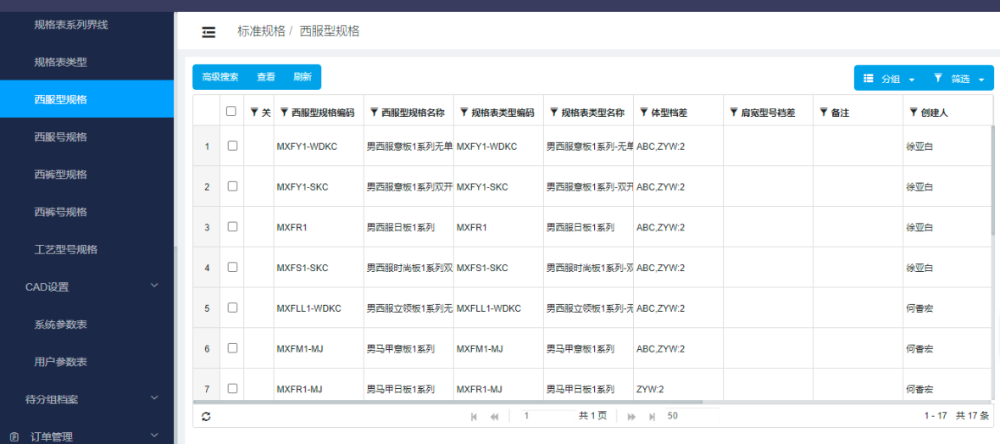 规格表系列界线
规格表类型
西服型规格
西服号规格
西裤型规格
西裤号规格
工艺型号规格
CAD设置
系统参数表
用户参数表
待分组档案
订单管理
标准规格 / 西服型规格
高级搜索 查看 刷新
分组 筛选
关 西服型规格编码 西服型规格名称 规格表类型编码 规格表类型名称 体型档差 肩宽型号档差 备注 创建人
1 MXFY1-WDKC 男西服意板1系列无单 MXFY1-WDKC 男西服意板1系列-无单 ABC,ZYW:2 徐亚白
2 MXFY1-SKC 男西服意板1系列双开 MXFY1-SKC 男西服意板1系列-双开 ABC,ZYW:2 徐亚白
3 MXFR1 男西服日板1系列 MXFR1 男西服日板1系列 ABC,ZYW:2 徐亚白
4 MXFS1-SKC 男西服时尚板1系列双 MXFS1-SKC 男西服时尚板1系列-双 ABC,ZYW:2 徐亚白
5 MXFLL1-WDKC 男西服立领板1系列无 MXFLL1-WDKC 男西服立领板1系列-无 ABC,ZYW:2 何香宏
6 MXFM1-MJ 男马甲意板1系列 MXFM1-MJ 男马甲意板1系列 ABC,ZYW:2 何香宏
7 MXFR1-MJ 男马甲日板1系列 MXFR1-MJ 男马甲日板1系列 ZYW:2 何香宏
1 共 1 页 50 1 - 17 共 17 条